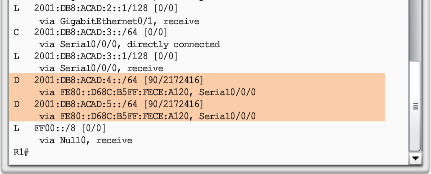 L   2001:DB8:ACAD:2::1/128 [0/0]
     via GigabitEthernet0/1, receive
C   2001:DB8:ACAD:3::/64 [0/0]
     via Serial0/0/0, directly connected
L   2001:DB8:ACAD:3::1/128 [0/0]
     via Serial0/0/0, receive
D   2001:DB8:ACAD:4::/64 [90/2172416]
     via FE80::D68C:B5FF:FECE:A120, Serial0/0/0
D   2001:DB8:ACAD:5::/64 [90/2172416]
     via FE80::D68C:B5FF:FECE:A120, Serial0/0/0
L   FF00::/8 [0/0]
     via Null0, receive
R1#